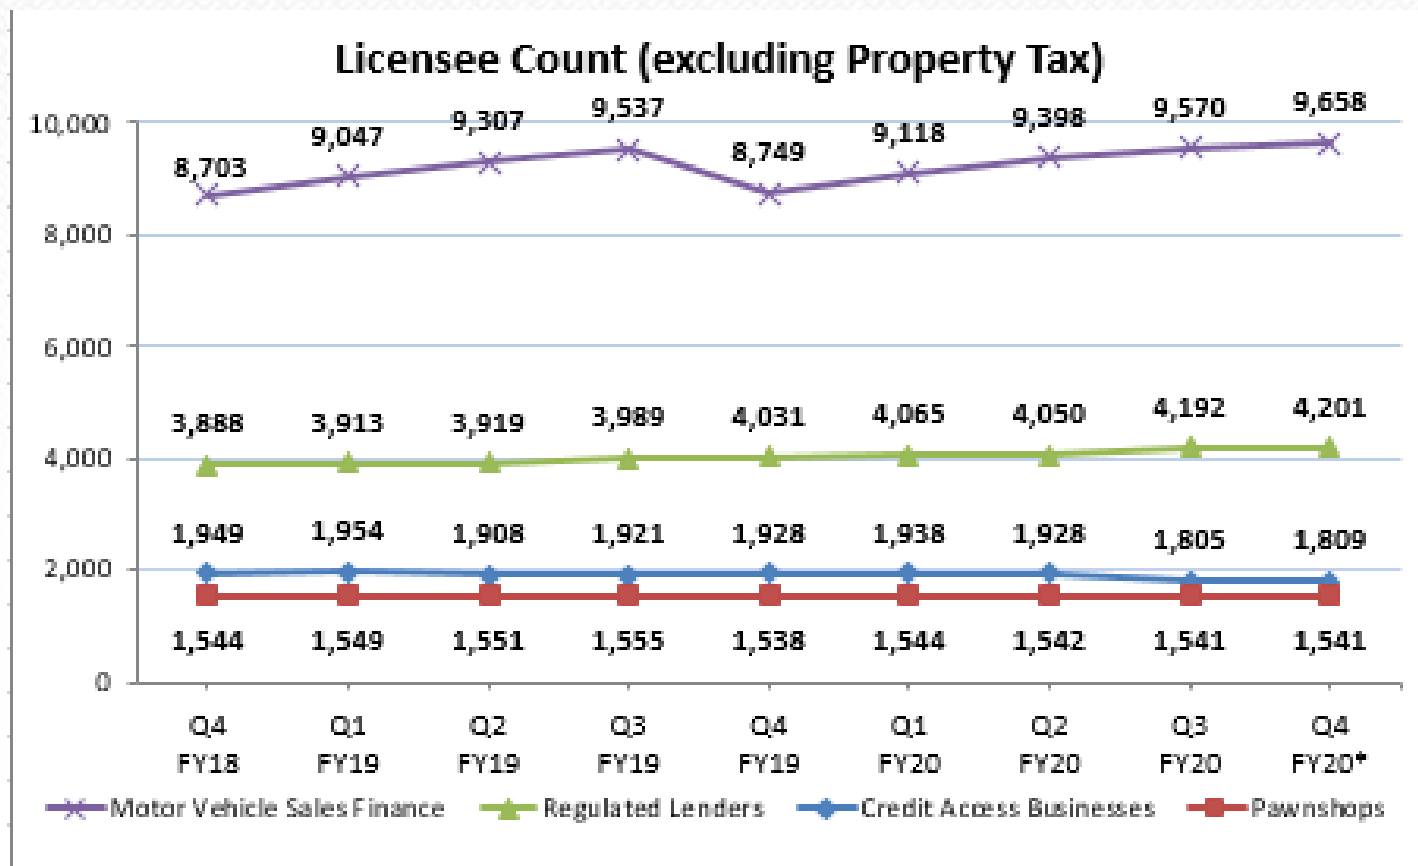 Licensee Count (excluding Property Tax)
10,000
8,000
6,000
4,000
2,000
0
8,703 9,047 9,307 9,537 8,749 9,118 9,398 9,570 9,658
3,888 3,913 3,919 3,989 4,031 4,065 4,050 4,192 4,201
1,949 1,954 1,908 1,921 1,928 1,938 1,928 1,805 1,809
1,544 1,549 1,551 1,555 1,538 1,544 1,542 1,541 1,541
Q4 Q1 Q2 Q3 Q4 Q1 Q2 Q3 Q4
FY18 FY19 FY19 FY19 FY19 FY20 FY20 FY20 FY20*
Motor Vehicle Sales Finance Regulated Lenders Credit Access Businesses Pawnshops